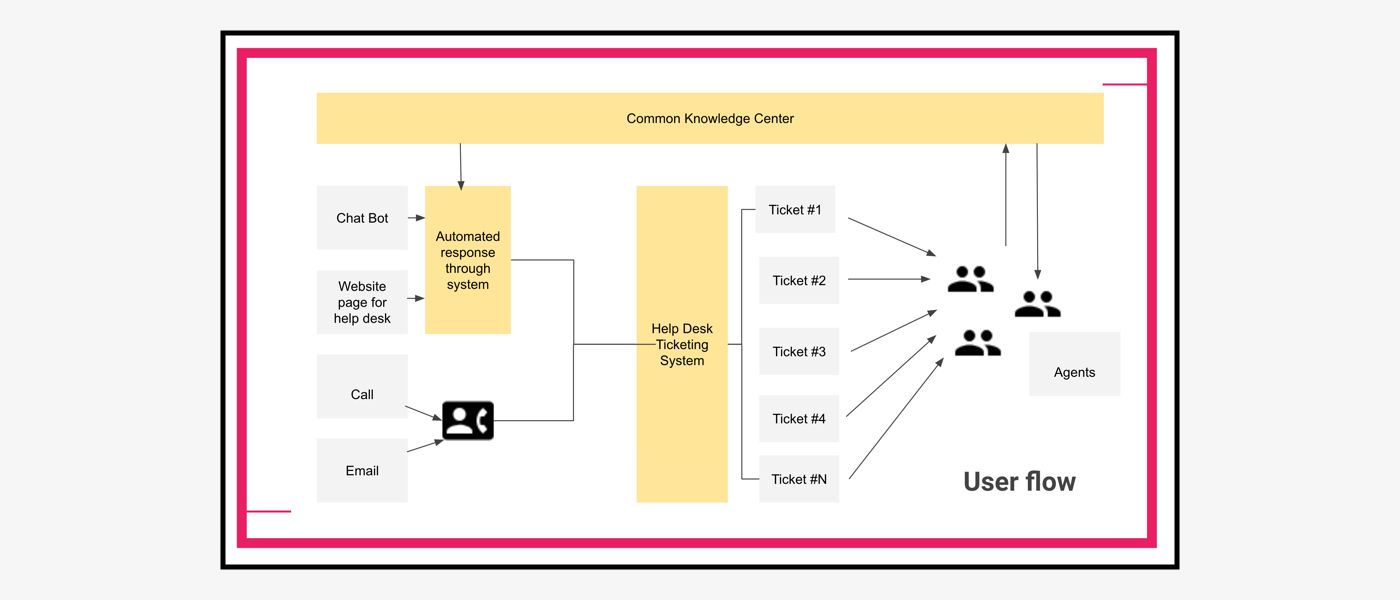 Common Knowledge Center
Chat Bot
Automated
response
through
system
Website
page for
help desk
Call
Email
Help Desk
Ticketing
System
Ticket #1
Ticket #2
Ticket #3
Ticket #4
Ticket #N
Agents
User flow